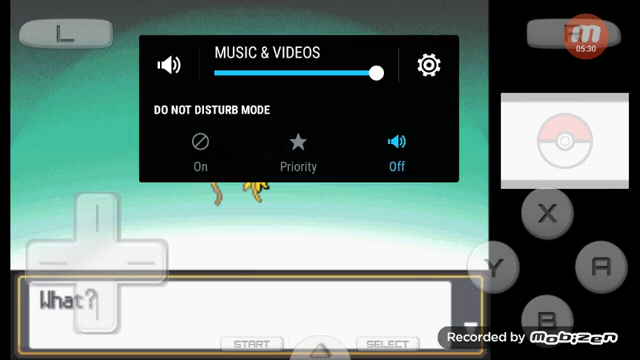 L
R
05:30
MUSIC & VIDEOS
DO NOT DISTURB MODE
On
Priority
Off
X
Y
A
B
What?
START
SELECT
Recorded by mobizen